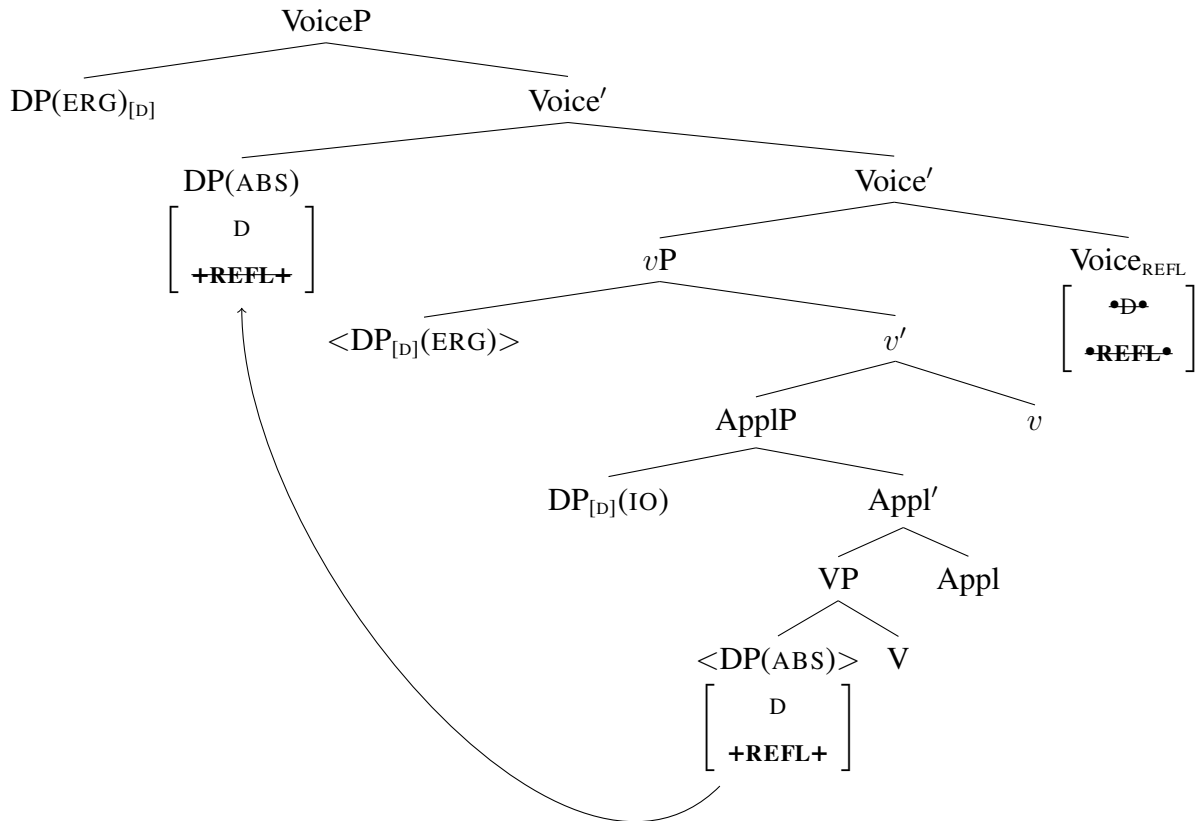 VoiceP
DP(ERG)[D] Voice′
DP(ABS) Voice′
D
+REFL+
vP Voice_REFL
•D•
•REFL•
<DP[D](ERG)> v′
ApplP v
DP[D](IO) Appl′
VP Appl
<DP(ABS)> V
D
+REFL+